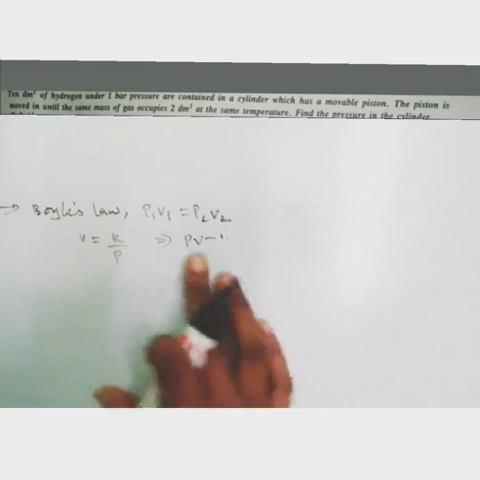 Ten dm³ of hydrogen under 1 bar pressure are contained in a cylinder which has a movable piston. The piston is
moved in until the same mass of gas occupies 2 dm³ at the same temperature. Find the pressure in the cylinder
→ Boyle's Law, P₁V₁ = P₂V₂
V = K/P ⇒ PV =